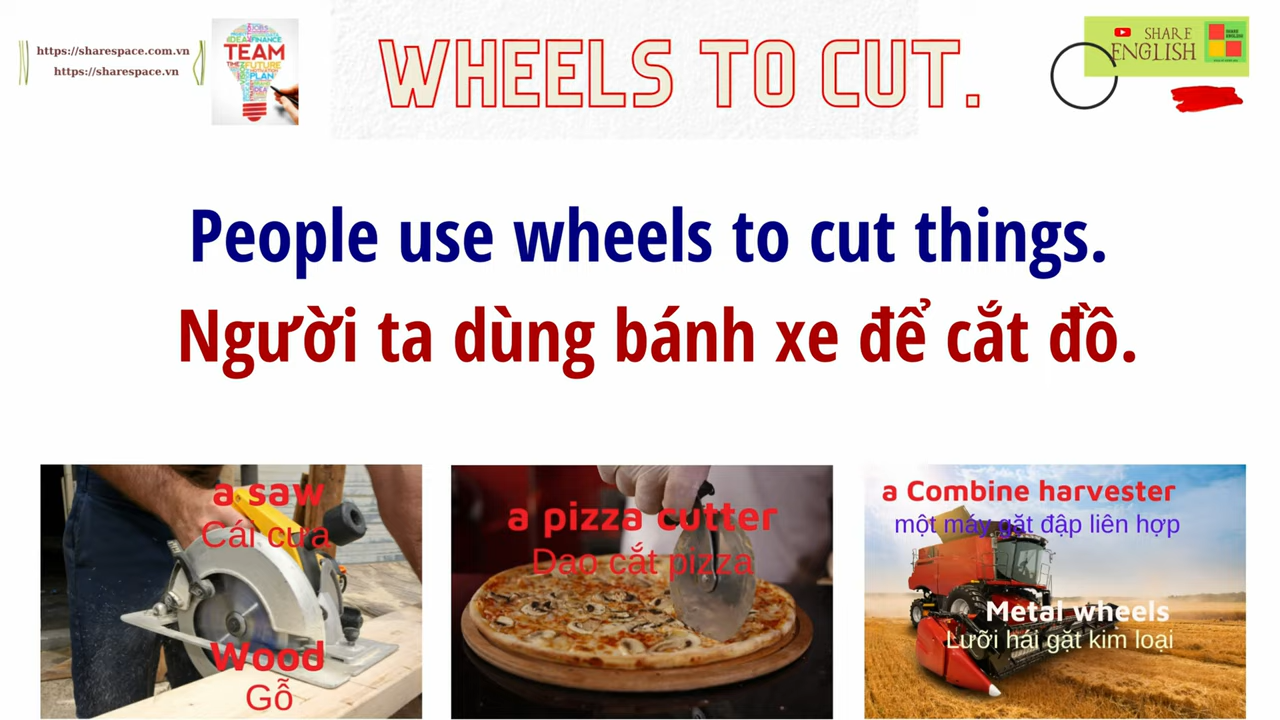 https://sharespace.com.vn
https://sharespace.vn
TEAM
FUTURE
PLAN
WHEELS TO CUT.
SHARE
ENGLISH
People use wheels to cut things.
Người ta dùng bánh xe để cắt đồ.
a saw
Cái cưa
Wood
Gỗ
a pizza cutter
Dao cắt pizza
a Combine harvester
một máy gặt đập liên hợp
Metal wheels
Lưỡi hái gặt kim loại